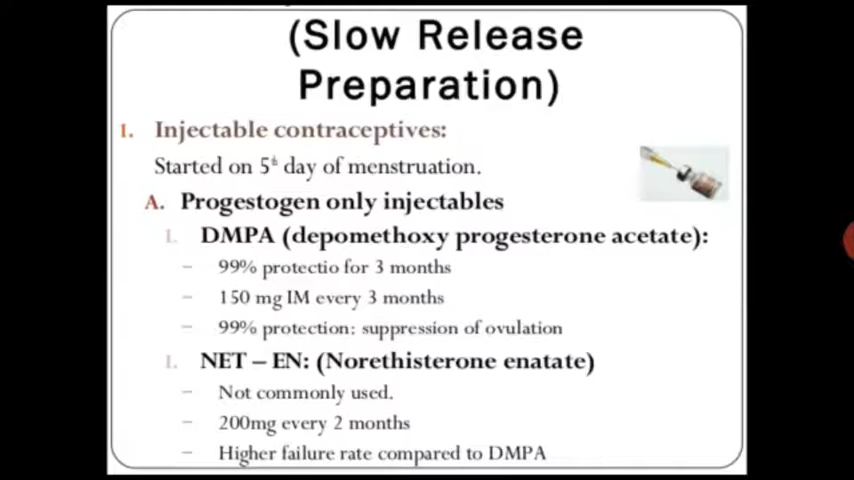 (Slow Release
Preparation)
1. Injectable contraceptives:
Started on 5th day of menstruation.
A. Progestogen only injectables
I. DMPA (depomethoxy progesterone acetate):
– 99% protectio for 3 months
– 150 mg IM every 3 months
– 99% protection: suppression of ovulation
I. NET – EN: (Norethisterone enatate)
– Not commonly used.
– 200mg every 2 months
– Higher failure rate compared to DMPA